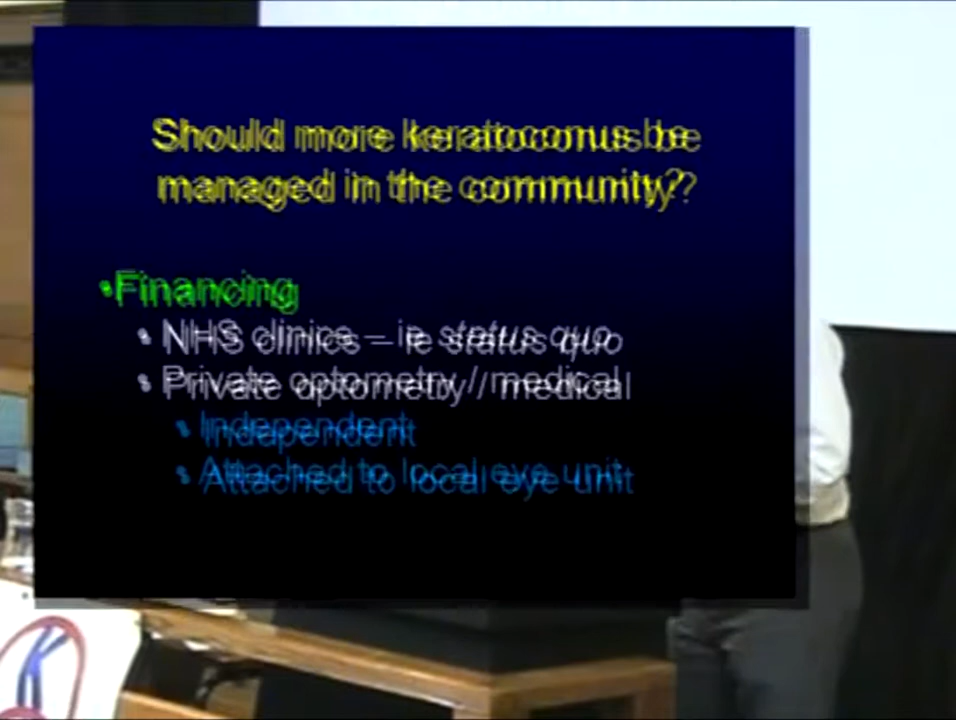 Should more keratoconus be
managed in the community?
•Financing
• NHS clinics – ie status quo
• Private optometry / medical
• Independent
• Attached to local eye unit